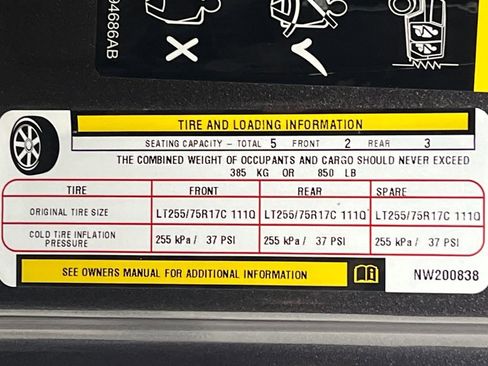 94686AB
TIRE AND LOADING INFORMATION
SEATING CAPACITY - TOTAL 5 FRONT 2 REAR 3
THE COMBINED WEIGHT OF OCCUPANTS AND CARGO SHOULD NEVER EXCEED
385 KG OR 850 LB
TIRE FRONT REAR SPARE
ORIGINAL TIRE SIZE LT255/75R17C 111Q LT255/75R17C 111Q LT255/75R17C 111Q
COLD TIRE INFLATION
PRESSURE 255 kPa / 37 PSI 255 kPa / 37 PSI 255 kPa / 37 PSI
SEE OWNERS MANUAL FOR ADDITIONAL INFORMATION NW200838